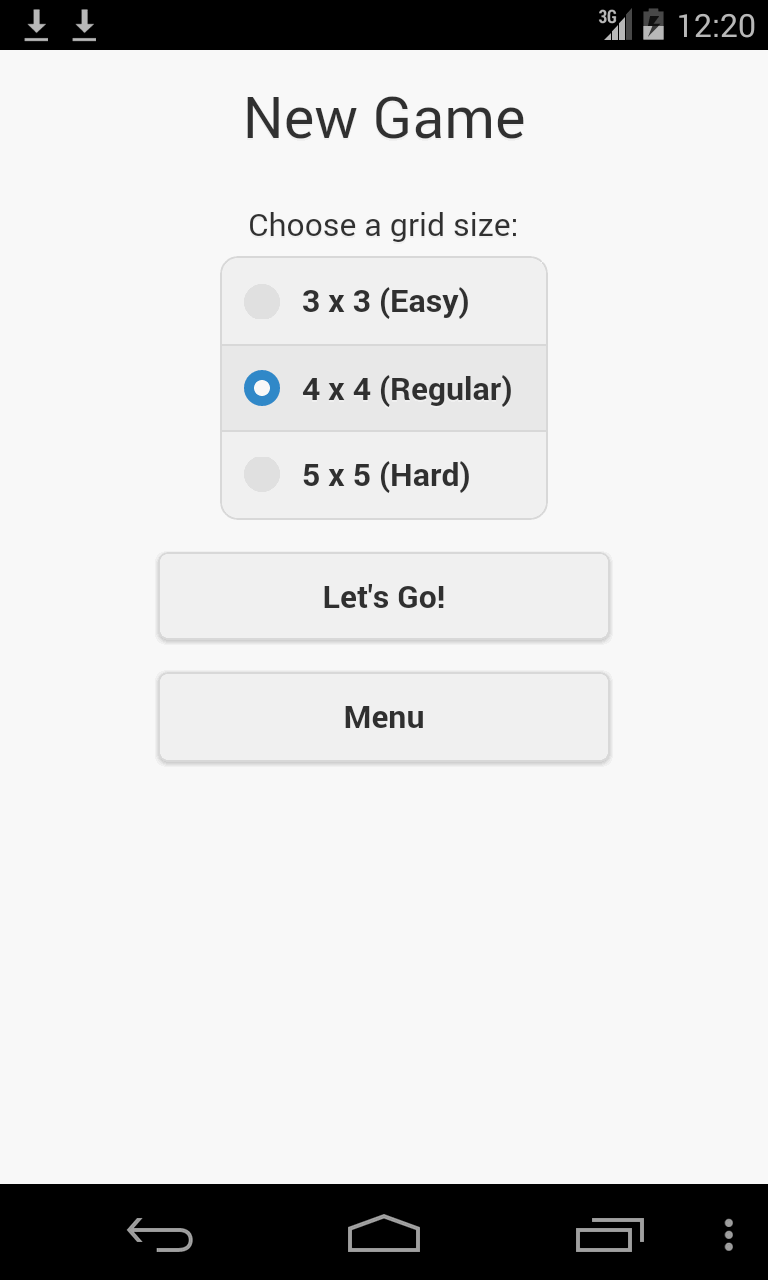 3G 12:20
New Game
Choose a grid size:
3 x 3 (Easy)
4 x 4 (Regular)
5 x 5 (Hard)
Let's Go!
Menu